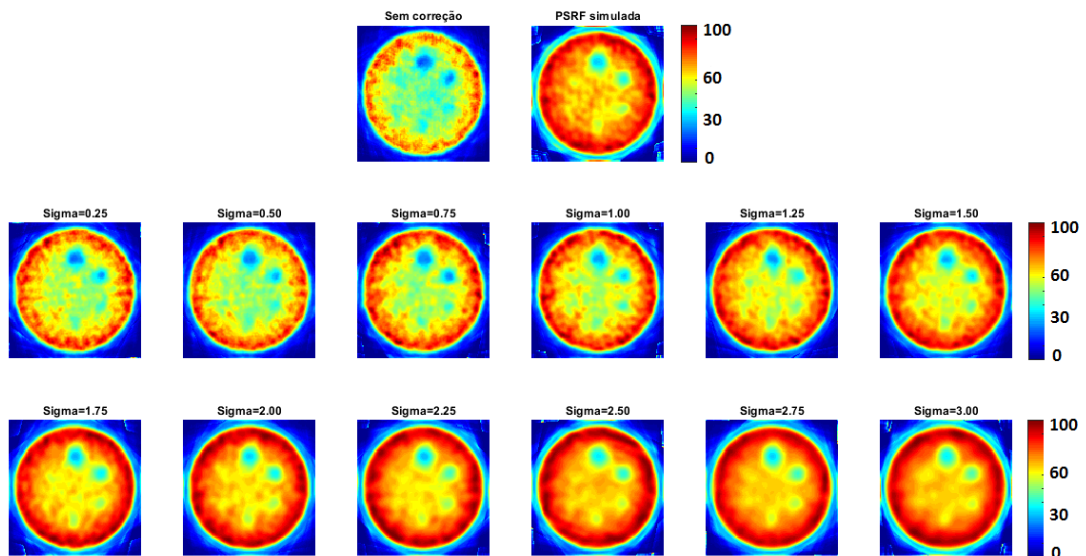 Sem correção
PSRF simulada
100
60
30
0
Sigma=0.25
Sigma=0.50
Sigma=0.75
Sigma=1.00
Sigma=1.25
Sigma=1.50
100
60
30
0
Sigma=1.75
Sigma=2.00
Sigma=2.25
Sigma=2.50
Sigma=2.75
Sigma=3.00
100
60
30
0